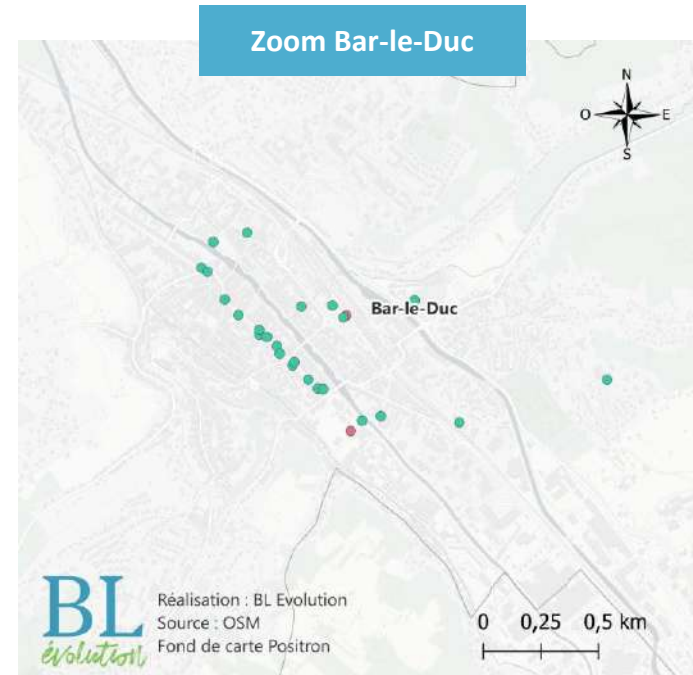 Zoom Bar-le-Duc
N
O E
S
Bar-le-Duc
BL
évolution
Réalisation : BL Evolution
Source : OSM
Fond de carte Positron
0 0,25 0,5 km